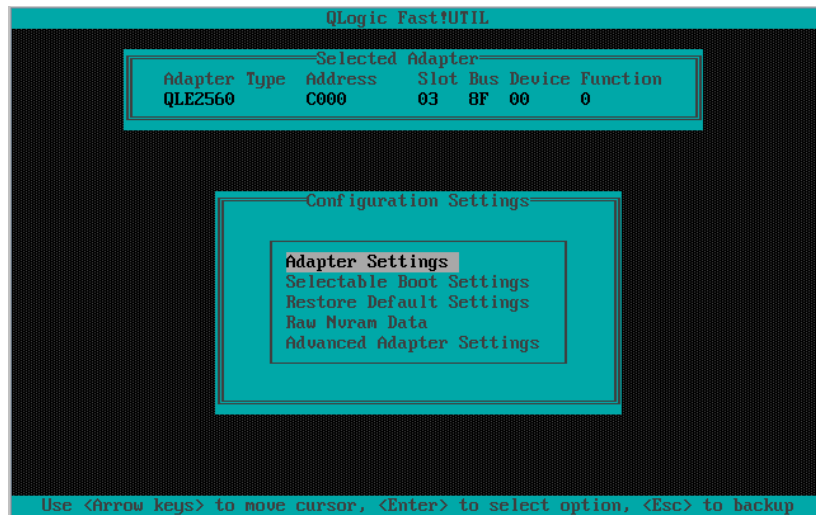 QLogic Fast!UTIL
Selected Adapter
Adapter Type Address Slot Bus Device Function
QLE2560 C000 03 8F 00 0
Configuration Settings
Adapter Settings
Selectable Boot Settings
Restore Default Settings
Raw Nvram Data
Advanced Adapter Settings
Use <Arrow keys> to move cursor, <Enter> to select option, <Esc> to backup